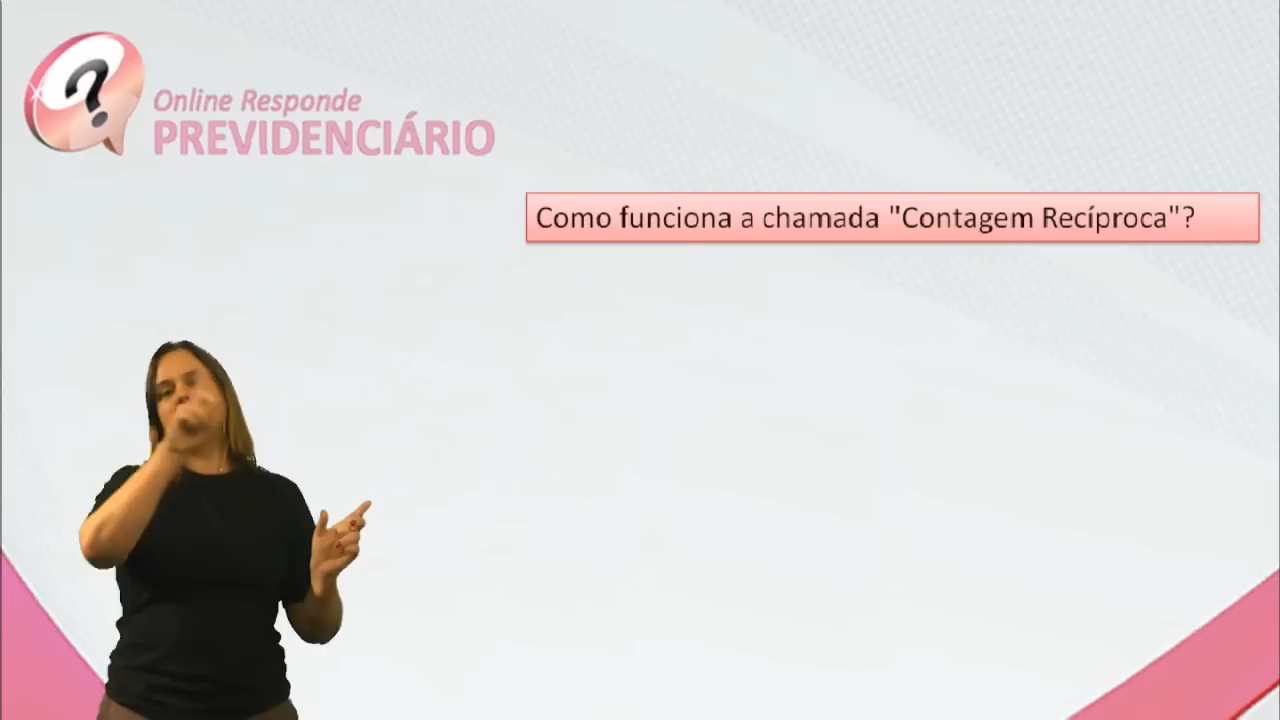 ?
Online Responde
PREVIDENCIÁRIO
Como funciona a chamada "Contagem Recíproca"?